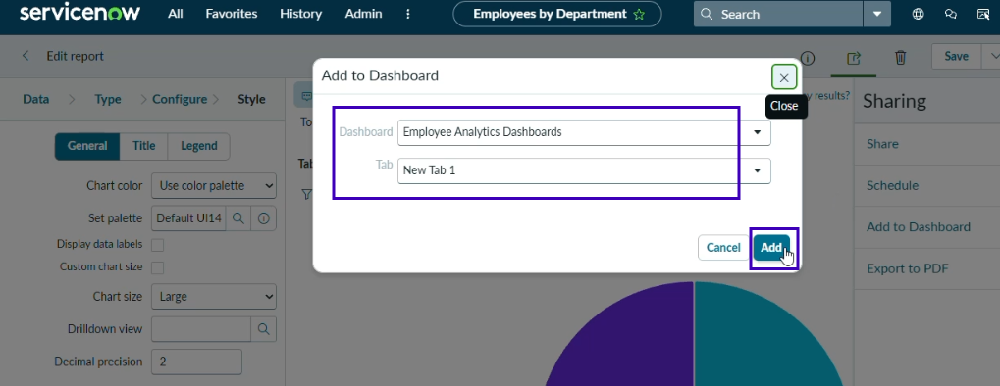 servicenow
All
Favorites
History
Admin
Employees by Department
Search
Edit report
Save
Data
Type
Configure
Style
General
Title
Legend
Chart color
Use color palette
Set palette
Default UI14
Display data labels
Custom chart size
Chart size
Large
Drilldown view
Decimal precision
2
To
Tab
y results?
Add to Dashboard
Close
Dashboard
Employee Analytics Dashboards
Tab
New Tab 1
Cancel
Add
Sharing
Share
Schedule
Add to Dashboard
Export to PDF